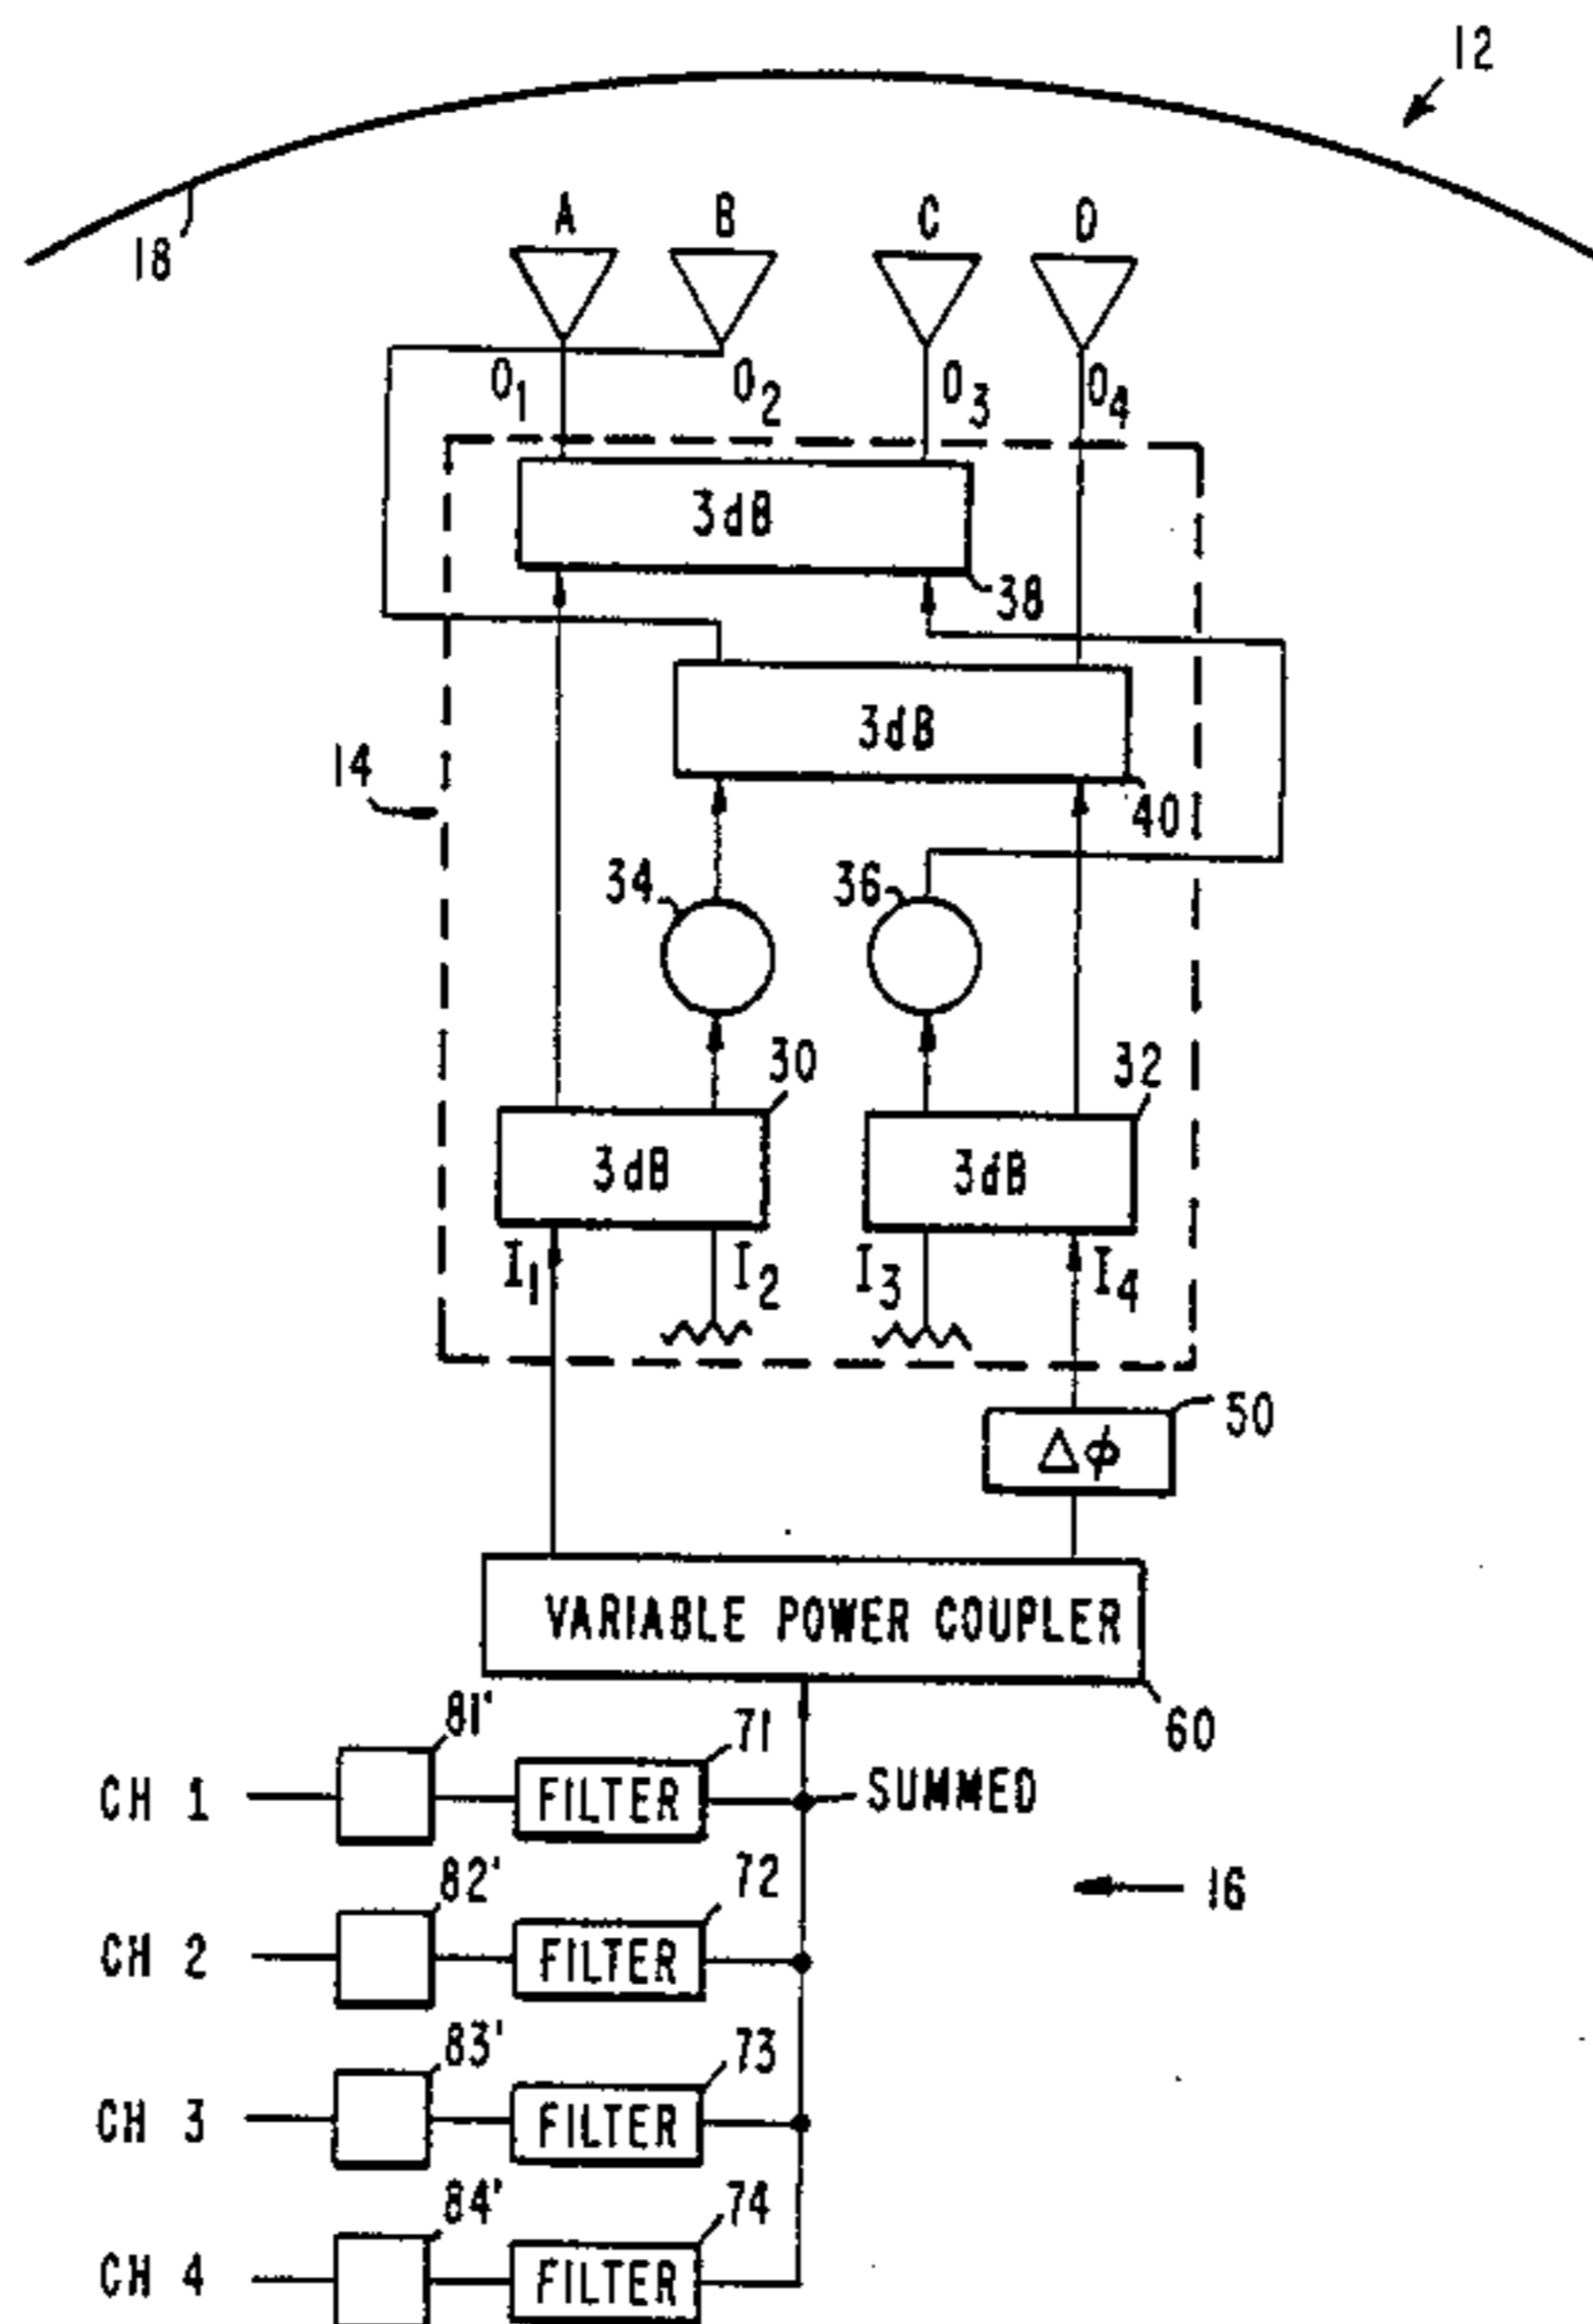 12
18
A B C D
O1 O2 O3 O4
3dB
38
3dB
14
40
34 36
30 32
3dB 3dB
I1 I2 I3 I4
50
Δϕ
VARIABLE POWER COUPLER
60
81' 71
CH 1 FILTER SUMMED
82' 72 16
CH 2 FILTER
83' 73
CH 3 FILTER
84' 74
CH 4 FILTER